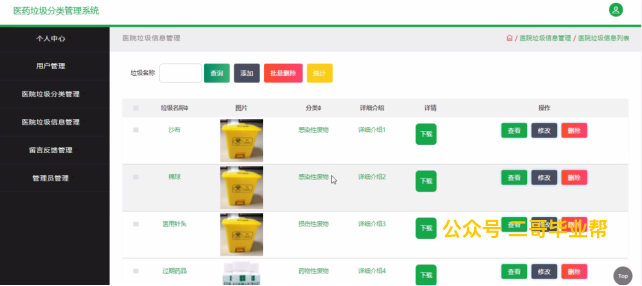 医药垃圾分类管理系统
个人中心
用户管理
医院垃圾分类管理
医院垃圾信息管理
留言反馈管理
管理员管理
医院垃圾信息管理
/ 医院垃圾信息管理 / 医院垃圾信息列表
垃圾名称 查询 添加 批量删除 统计
垃圾名称 图片 分类 详细介绍 详情 操作
纱布 感染性废物 详细介绍1 下载 查看 修改 删除
棉球 感染性废物 详细介绍2 下载 查看 修改 删除
医用针头 损伤性废物 详细介绍3 下载 查看 修改 删除
公众号 二哥毕业帮
过期药品 药物性废物 详细介绍4 下载 查看 修改 删除
Top